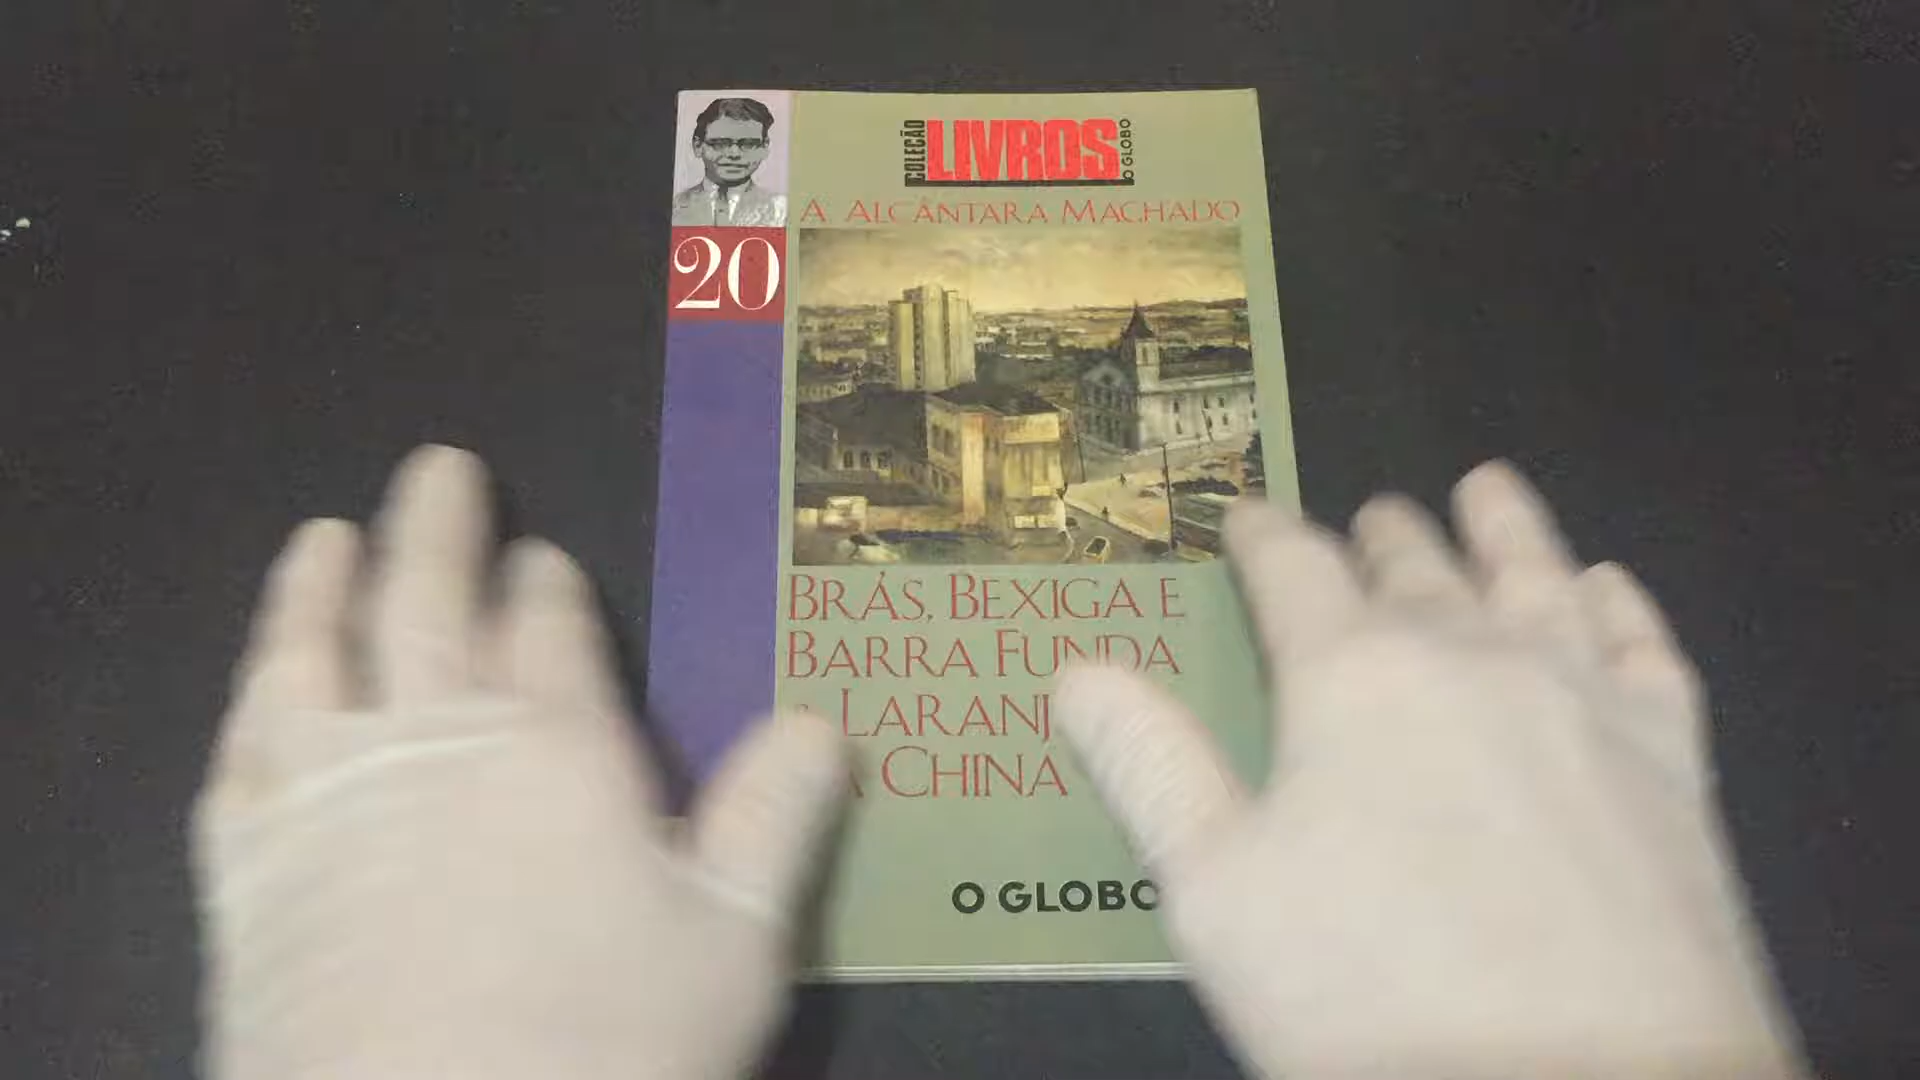 COLEÇÃO LIVROS O GLOBO
A. ALCÂNTARA MACHADO
20
BRÁS, BEXIGA E
BARRA FUNDA
& LARANJ
CHINA
O GLOBO